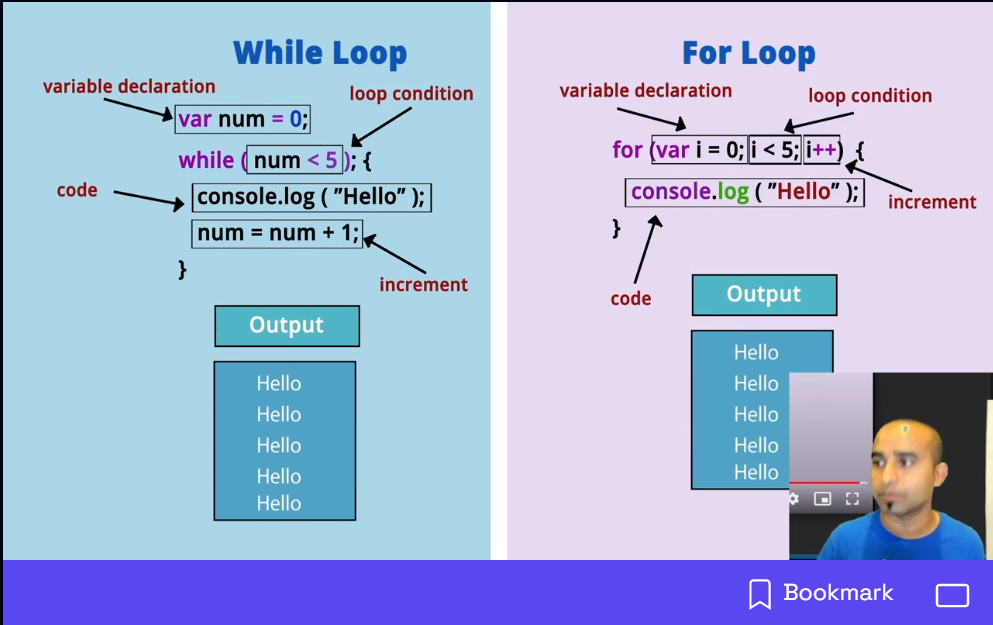 While Loop
variable declaration
loop condition
var num = 0;
while ( num < 5 ); {
code
console.log ( ”Hello” );
num = num + 1;
}
increment
Output
Hello
Hello
Hello
Hello
Hello
For Loop
variable declaration
loop condition
for (var i = 0; i < 5; i++) {
console.log ( ”Hello” );
increment
}
code
Output
Hello
Hello
Hello
Hello
Hello
Bookmark